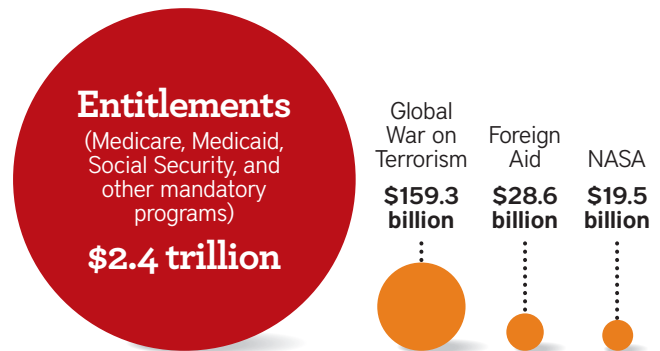 Entitlements
(Medicare, Medicaid,
Social Security, and
other mandatory
programs)
$2.4 trillion
Global
War on
Terrorism
$159.3
billion
Foreign
Aid
$28.6
billion
NASA
$19.5
billion